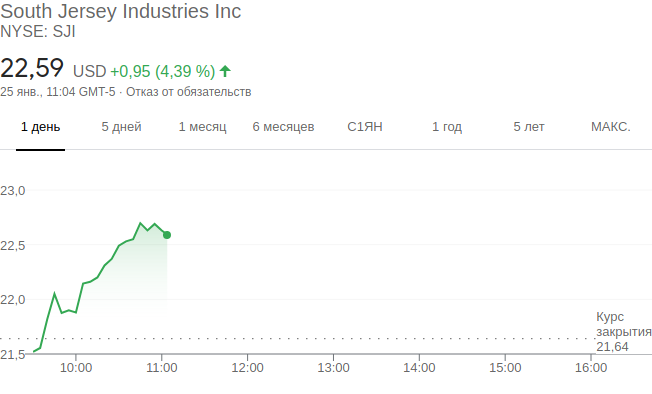 South Jersey Industries Inc
NYSE: SJI
22,59 USD +0,95 (4,39 %)
25 янв., 11:04 GMT-5 · Отказ от обязательств
1 день 5 дней 1 месяц 6 месяцев С1ЯН 1 год 5 лет МАКС.
23,0
22,5
22,0
Курс
закрытия
21,64
21,5
10:00 11:00 12:00 13:00 14:00 15:00 16:00